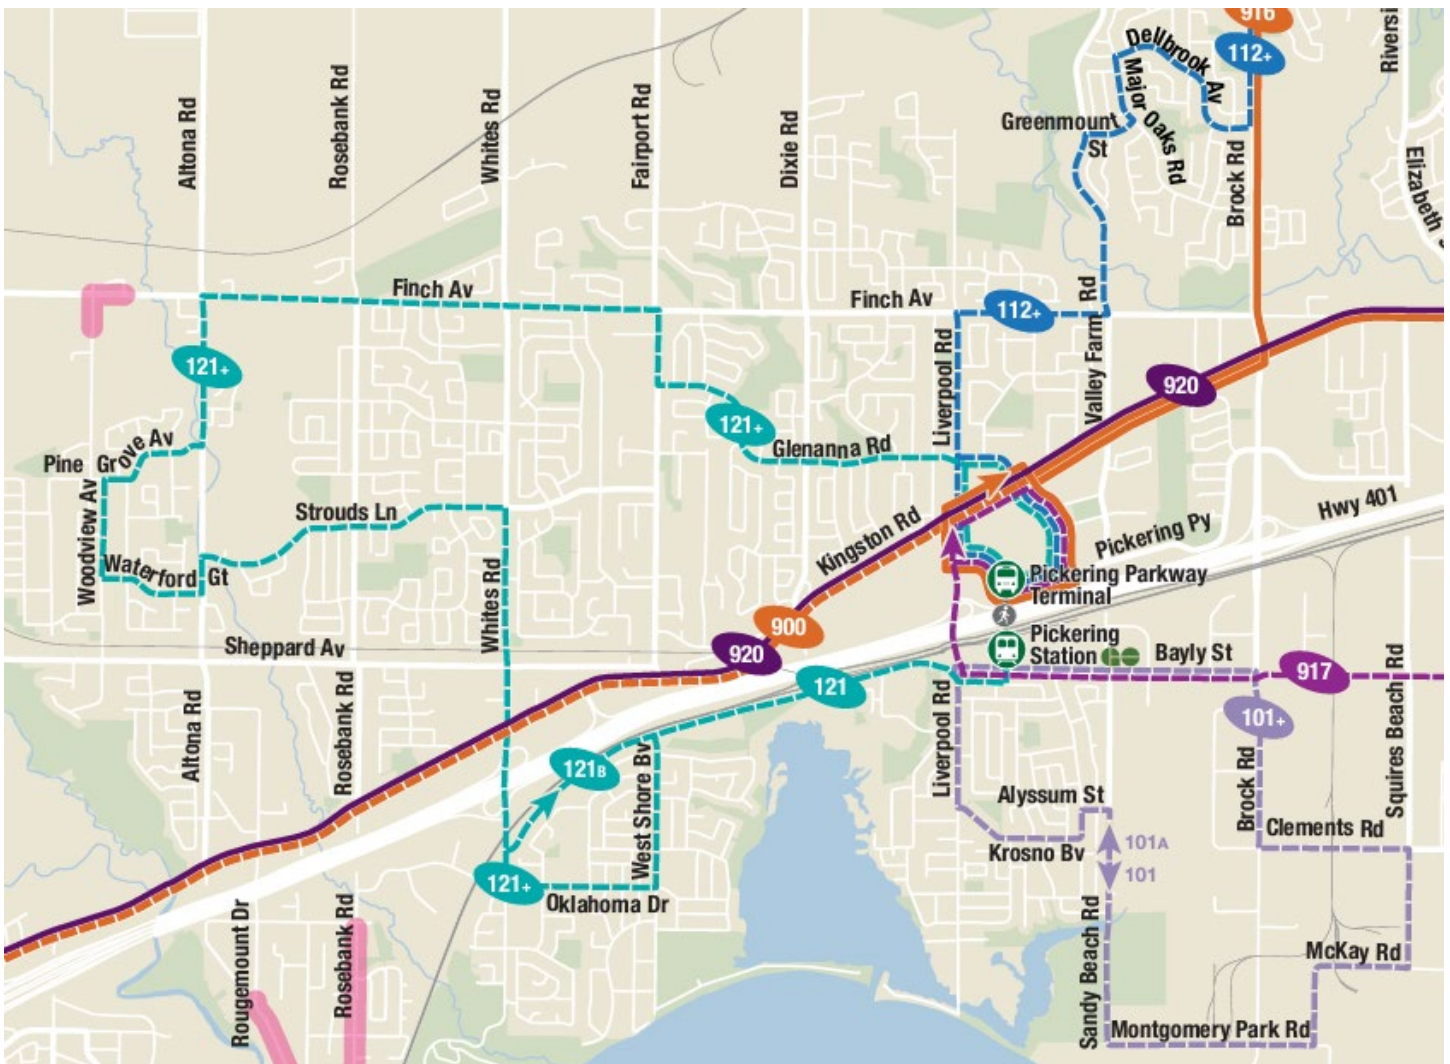 916
112+
Dellbrook Av
Major Oaks Rd
Greenmount
St
Brock Rd
Riversi
Elizabeth
Altona Rd
Rosebank Rd
Whites Rd
Fairport Rd
Dixie Rd
Finch Av
Finch Av
112+
Valley Farm Rd
Liverpool Rd
121+
920
121+
Glenanna Rd
Pine Grove Av
Woodview Av
Waterford Gt
Strouds Ln
Whites Rd
Kingston Rd
Pickering Py
Hwy 401
Pickering Parkway
Terminal
900
920
Sheppard Av
Pickering
Station
Bayly St
917
121
Altona Rd
Rosebank Rd
Liverpool Rd
101+
Squires Beach Rd
121B
West Shore Bv
Brock Rd
Alyssum St
Krosno Bv
101A
101
Clements Rd
121+
Oklahoma Dr
Rougemount Dr
Rosebank Rd
Sandy Beach Rd
McKay Rd
Montgomery Park Rd